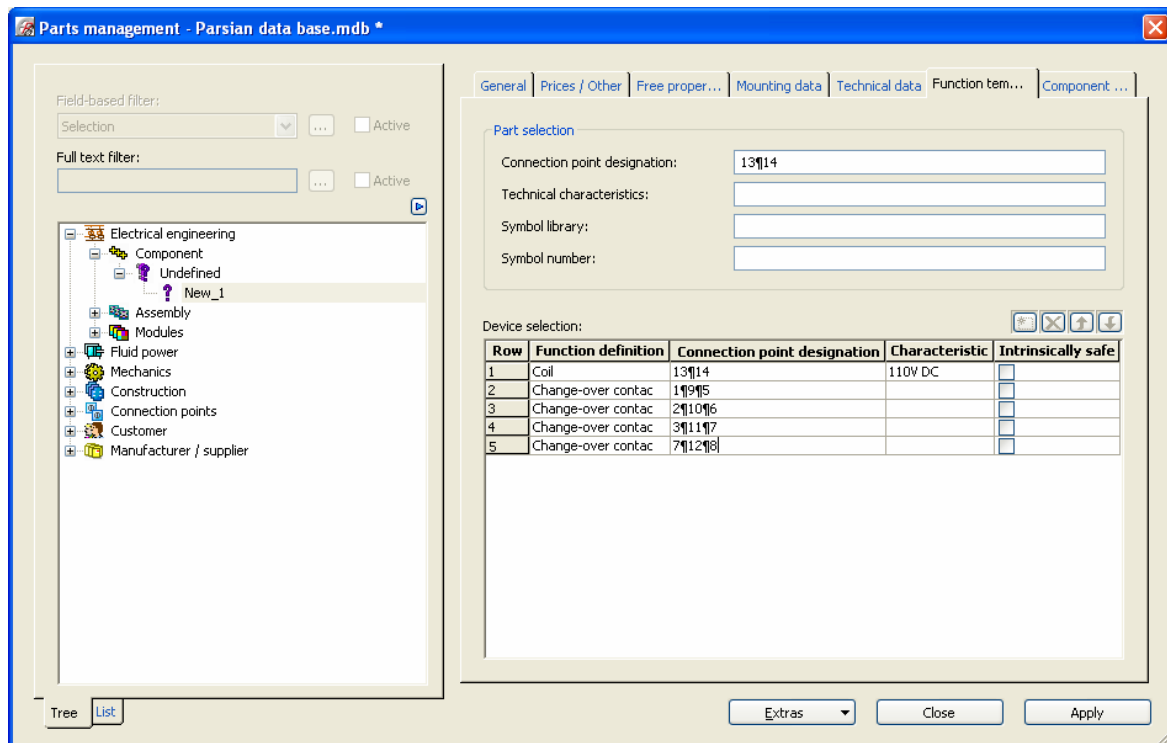 Parts management - Parsian data base.mdb *
Field-based filter:
Selection ... Active
Full text filter:
... Active
Electrical engineering
Component
Undefined
New_1
Assembly
Modules
Fluid power
Mechanics
Construction
Connection points
Customer
Manufacturer / supplier
Tree List
General Prices / Other Free proper... Mounting data Technical data Function tem... Component ...
Part selection
Connection point designation: 13¶14
Technical characteristics:
Symbol library:
Symbol number:
Device selection:
Row Function definition Connection point designation Characteristic Intrinsically safe
1 Coil 13¶14 110V DC
2 Change-over contac 1¶9¶5
3 Change-over contac 2¶10¶6
4 Change-over contac 3¶11¶7
5 Change-over contac 7¶12¶8
Extras Close Apply